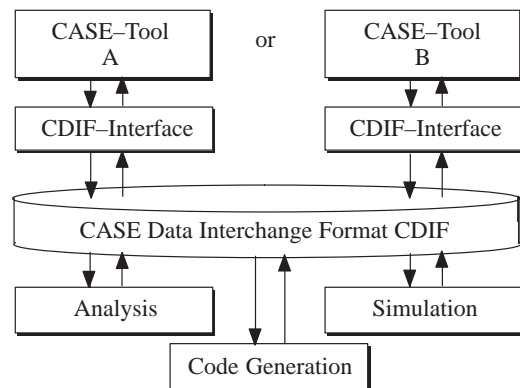 CASE–Tool
A
or
CASE–Tool
B
CDIF–Interface
CDIF–Interface
CASE Data Interchange Format CDIF
Analysis
Simulation
Code Generation